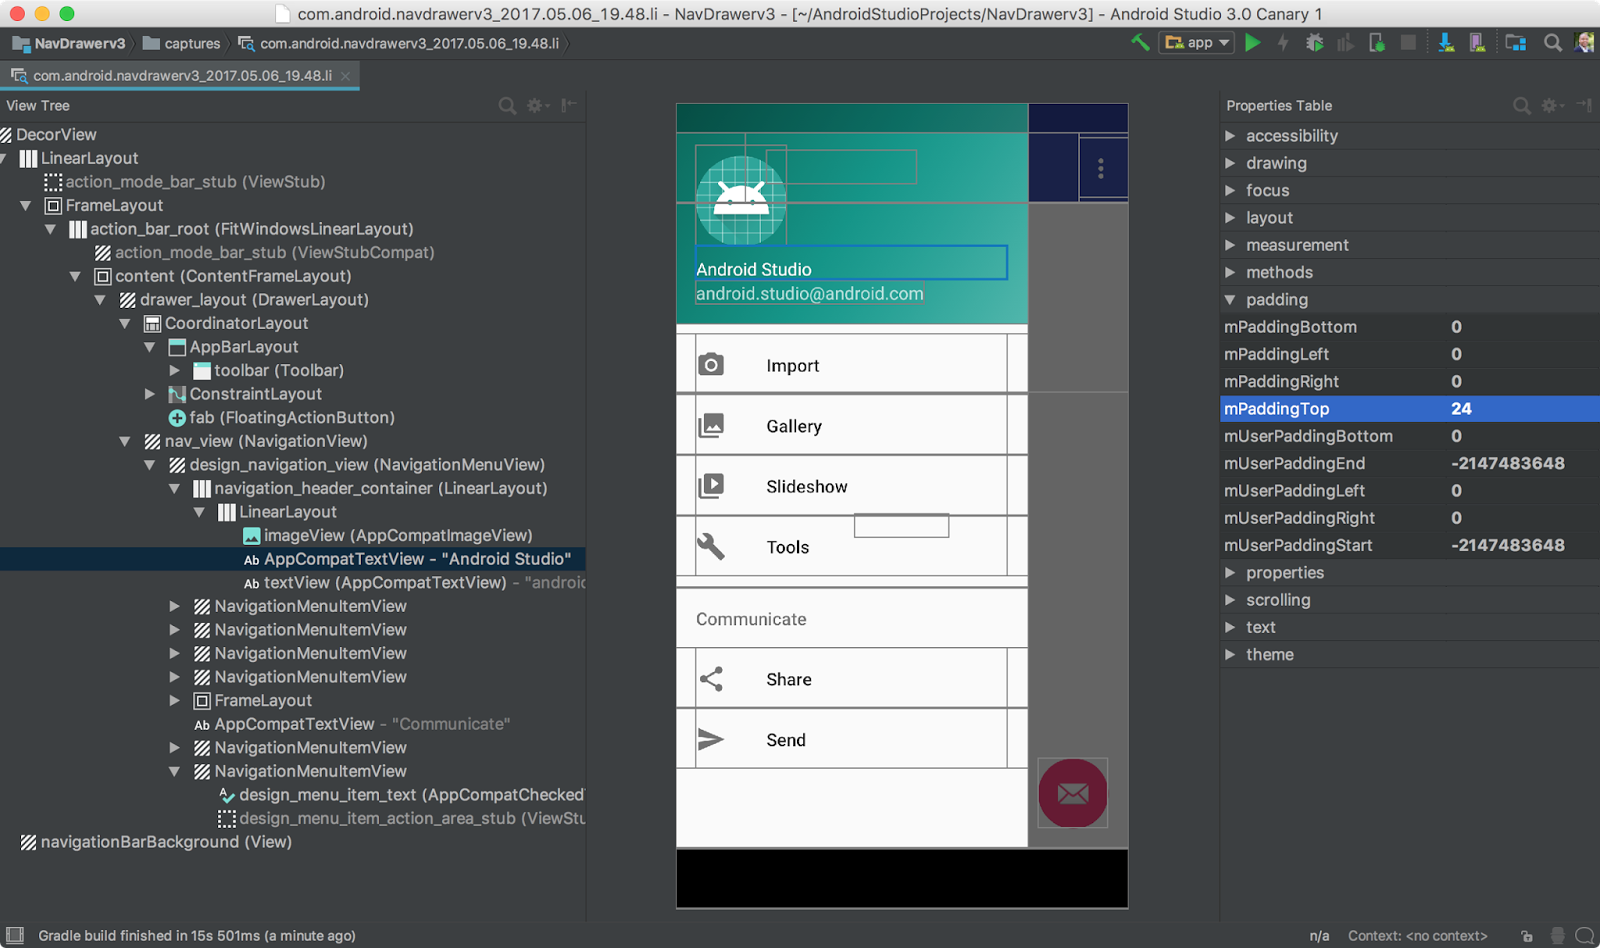 com.android.navdrawerv3_2017.05.06_19.48.li - NavDrawerv3 - [~/AndroidStudioProjects/NavDrawerv3] - Android Studio 3.0 Canary 1
NavDrawerv3 captures com.android.navdrawerv3_2017.05.06_19.48.li app
com.android.navdrawerv3_2017.05.06_19.48.li
View Tree
DecorView
LinearLayout
action_mode_bar_stub (ViewStub)
FrameLayout
action_bar_root (FitWindowsLinearLayout)
action_mode_bar_stub (ViewStubCompat)
content (ContentFrameLayout)
drawer_layout (DrawerLayout)
CoordinatorLayout
AppBarLayout
toolbar (Toolbar)
ConstraintLayout
fab (FloatingActionButton)
nav_view (NavigationView)
design_navigation_view (NavigationMenuView)
navigation_header_container (LinearLayout)
LinearLayout
imageView (AppCompatImageView)
Ab AppCompatTextView - "Android Studio"
Ab textView (AppCompatTextView) - "android
NavigationMenuItemView
NavigationMenuItemView
NavigationMenuItemView
NavigationMenuItemView
FrameLayout
Ab AppCompatTextView - "Communicate"
NavigationMenuItemView
NavigationMenuItemView
design_menu_item_text (AppCompatChecked
design_menu_item_action_area_stub (ViewStu
navigationBarBackground (View)
Android Studio
android.studio@android.com
Import
Gallery
Slideshow
Tools
Communicate
Share
Send
Properties Table
accessibility
drawing
focus
layout
measurement
methods
padding
mPaddingBottom 0
mPaddingLeft 0
mPaddingRight 0
mPaddingTop 24
mUserPaddingBottom 0
mUserPaddingEnd -2147483648
mUserPaddingLeft 0
mUserPaddingRight 0
mUserPaddingStart -2147483648
properties
scrolling
text
theme
Gradle build finished in 15s 501ms (a minute ago) n/a Context: <no context>